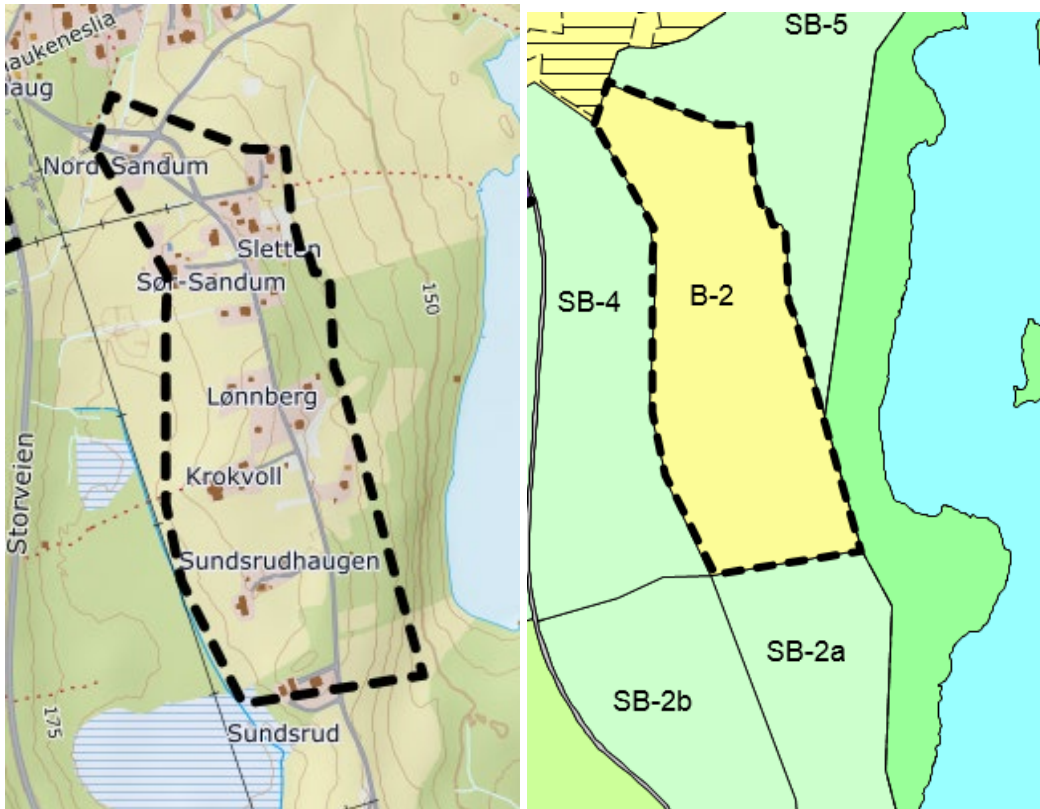 aukeneslia
haug
Nord-Sandum
Sletten
Sør-Sandum
150
Lønnberg
Storveien
Krokvoll
Sundsrudhaugen
175
Sundsrud
SB-5
SB-4
B-2
SB-2a
SB-2b